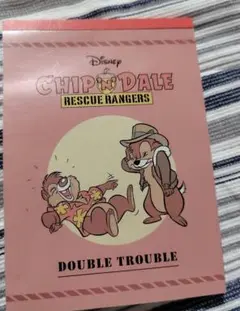 Disney
CHIP 'N' DALE
RESCUE RANGERS
DOUBLE TROUBLE